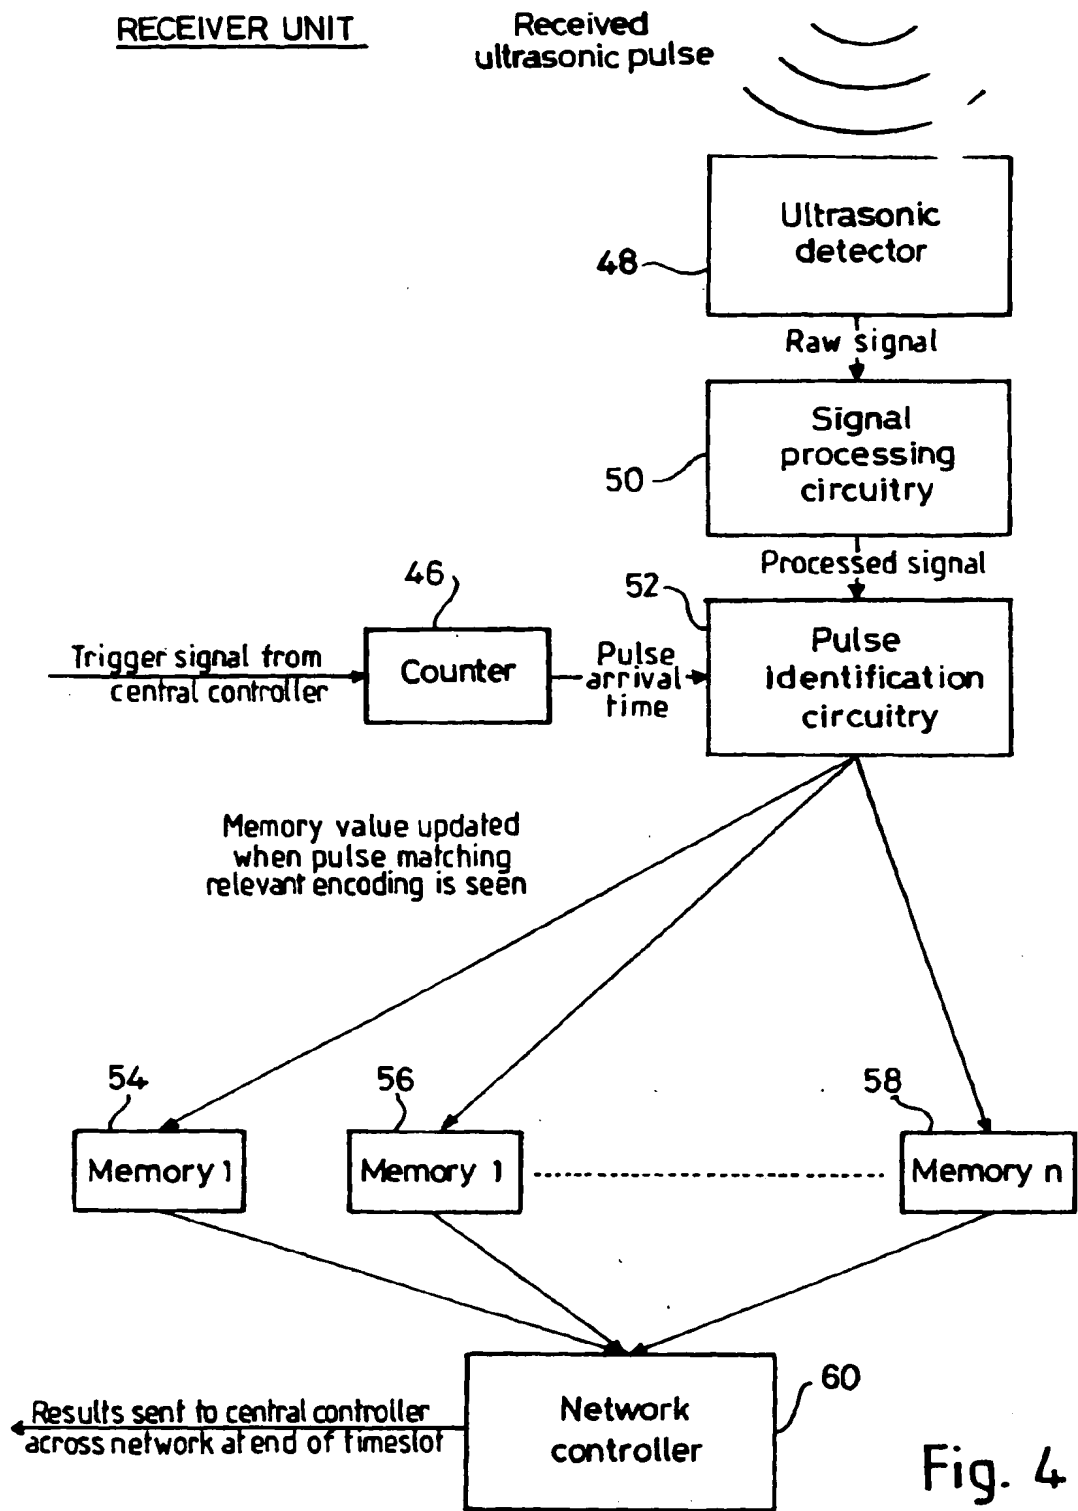 RECEIVER UNIT
Received
ultrasonic pulse
Ultrasonic
detector
48
Raw signal
Signal
processing
circuitry
50
Processed signal
46
52
Trigger signal from
central controller
Counter
Pulse
arrival
time
Pulse
identification
circuitry
Memory value updated
when pulse matching
relevant encoding is seen
54
56
58
Memory 1
Memory 1
Memory n
60
Network
controller
Results sent to central controller
across network at end of timeslot
Fig. 4